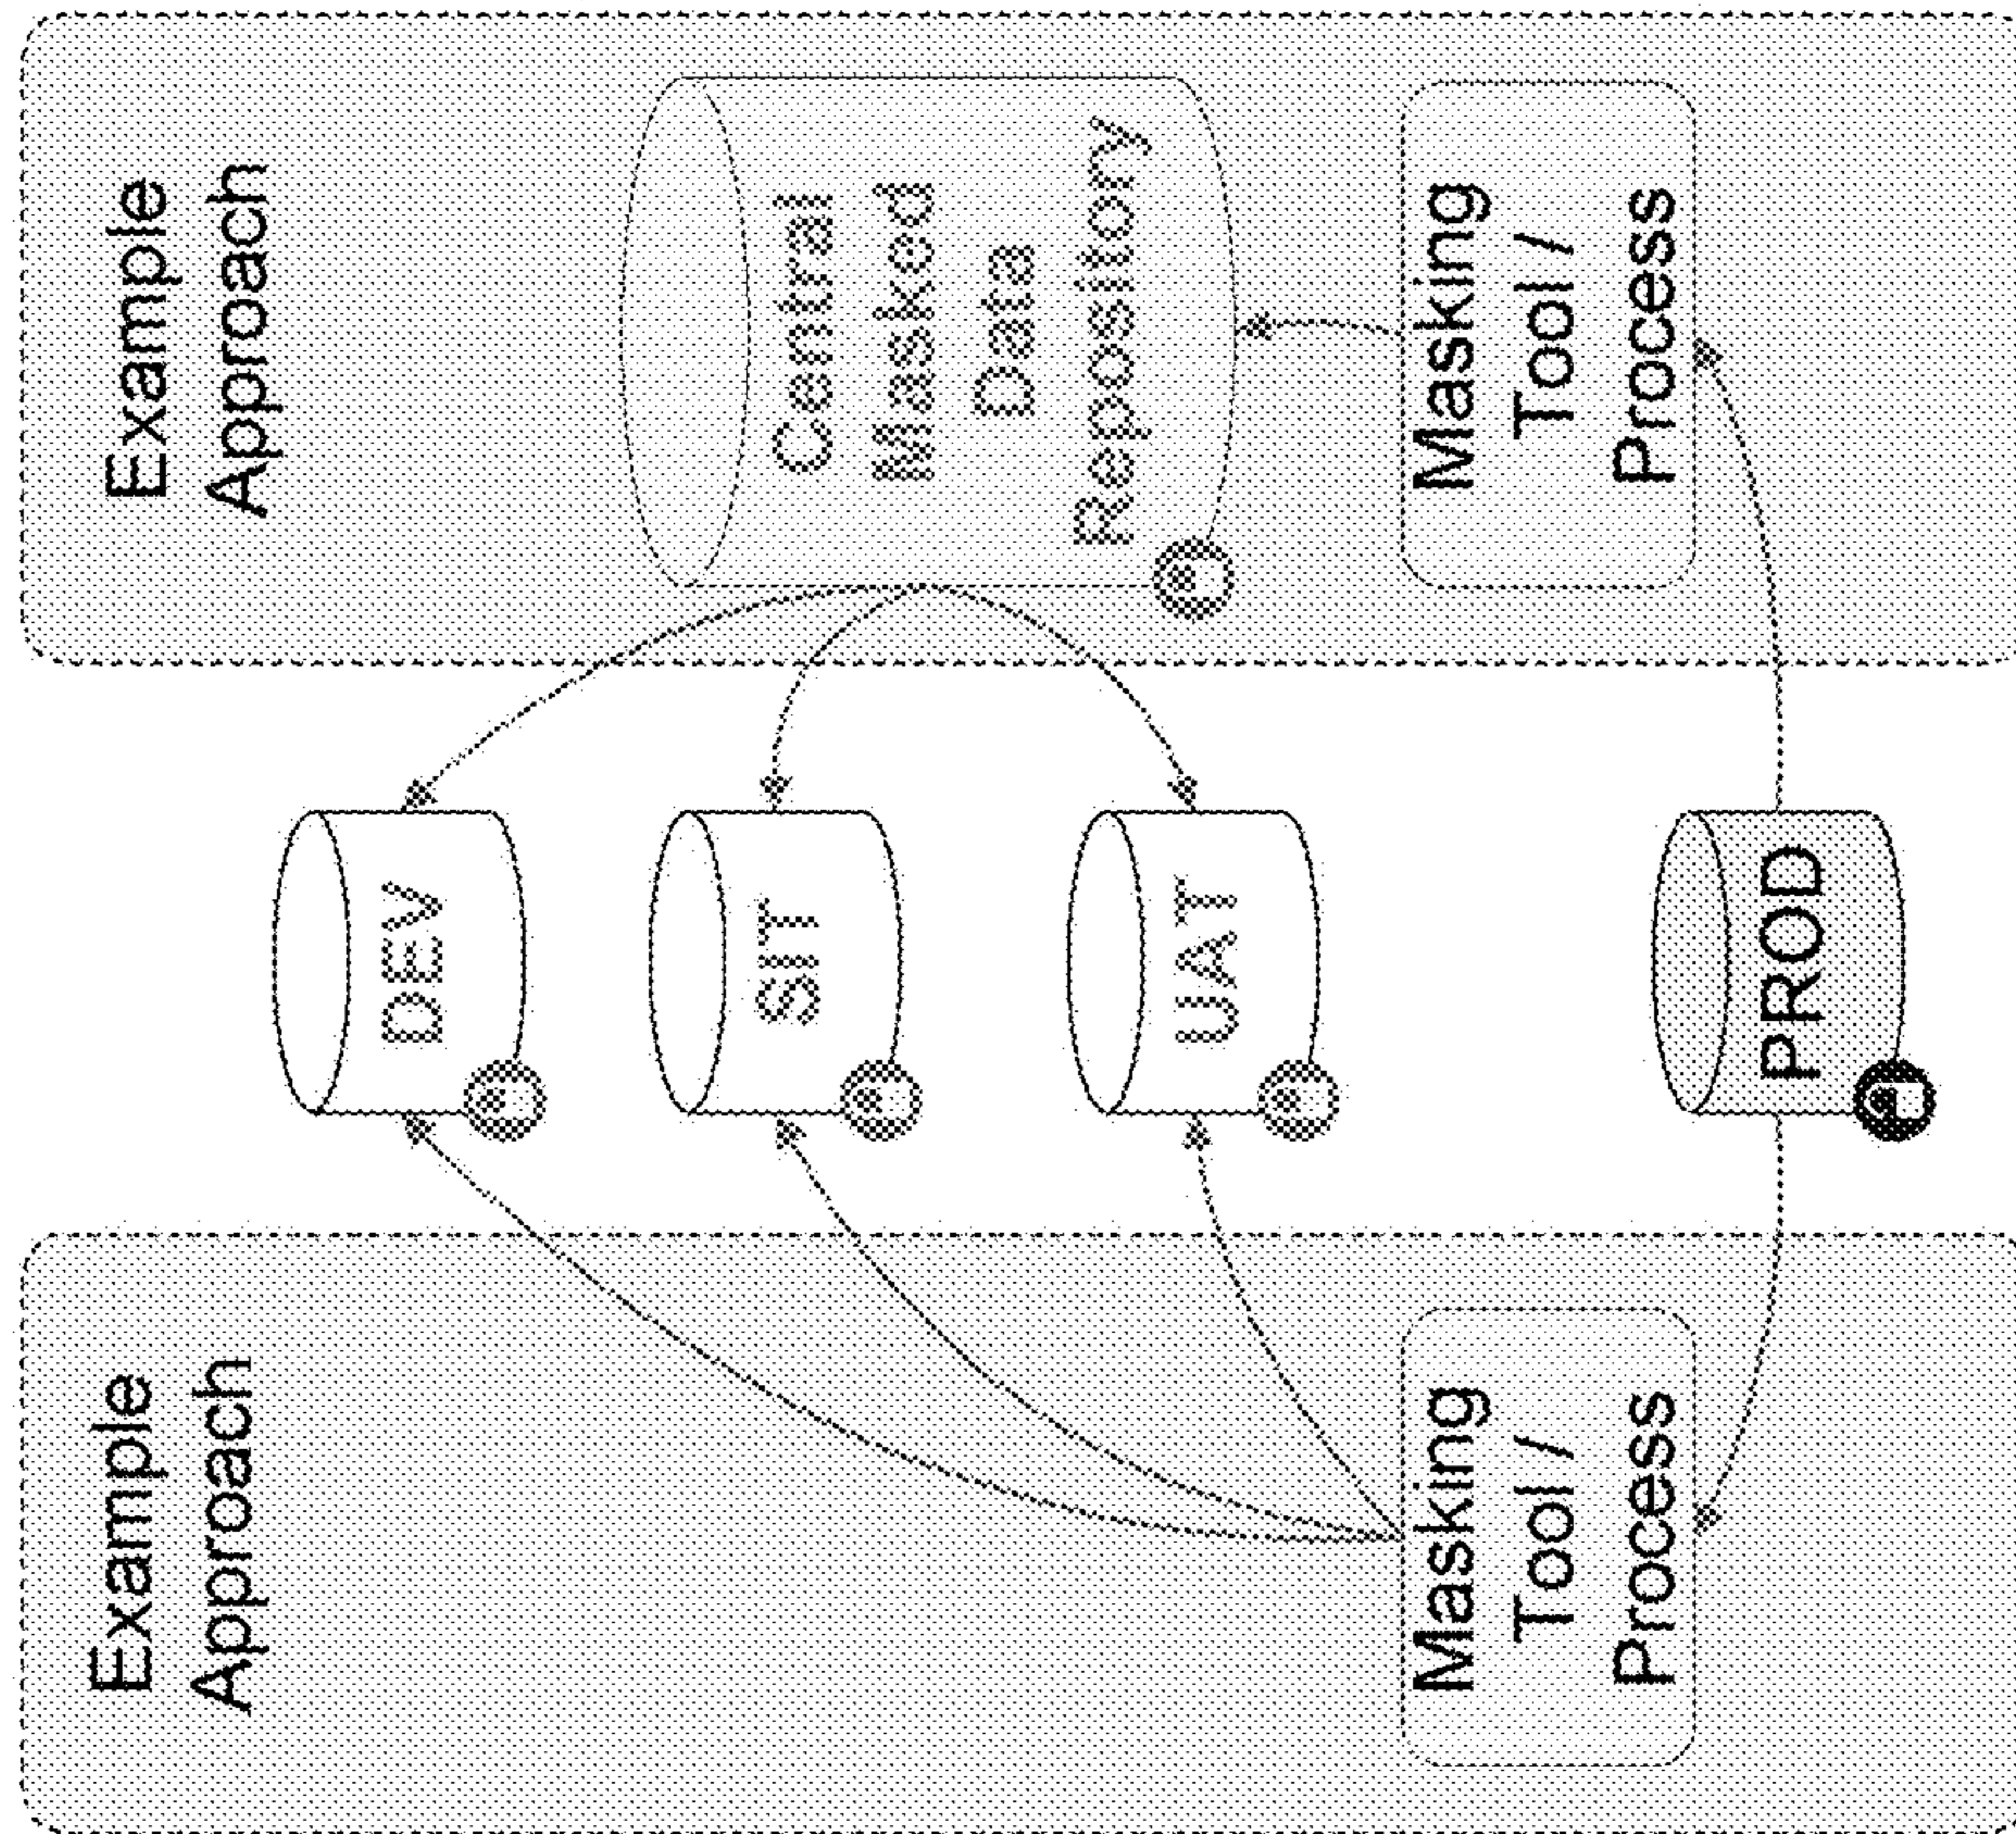 Example
Approach
Masking
Tool /
Process
DEV
SIT
UAT
PROD
Example
Approach
Central
Masked
Data
Repository
Masking
Tool /
Process